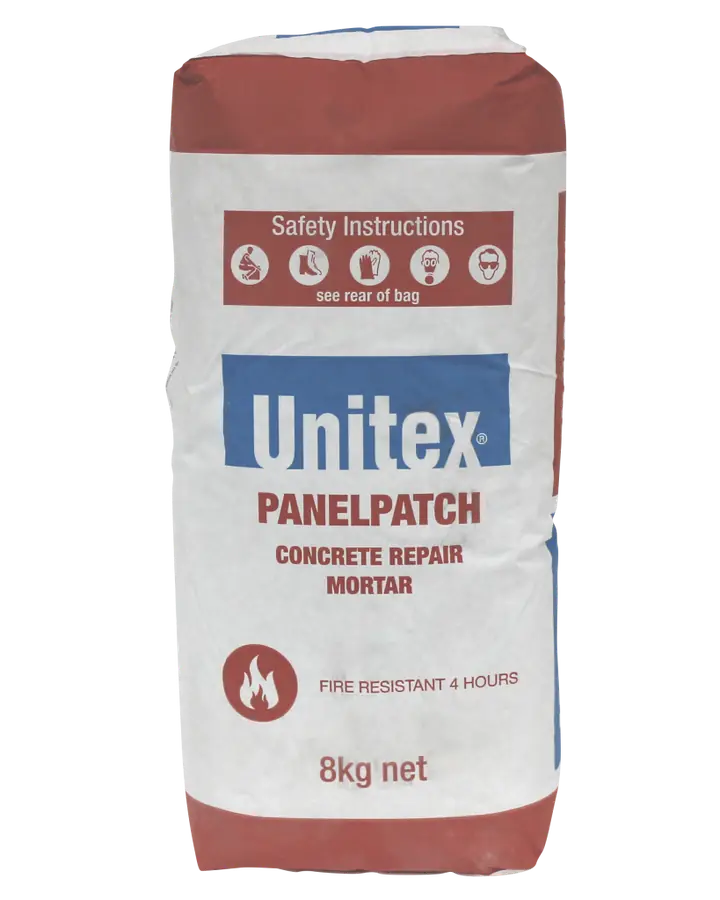 Safety Instructions
see rear of bag
Unitex®
PANELPATCH
CONCRETE REPAIR
MORTAR
FIRE RESISTANT 4 HOURS
8kg net